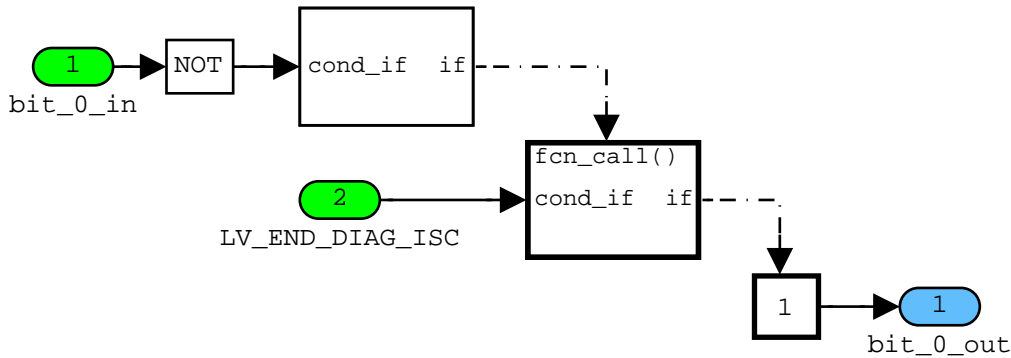 1
NOT
cond_if if
bit_0_in
fcn_call()
2
cond_if if
LV_END_DIAG_ISC
1
1
bit_0_out